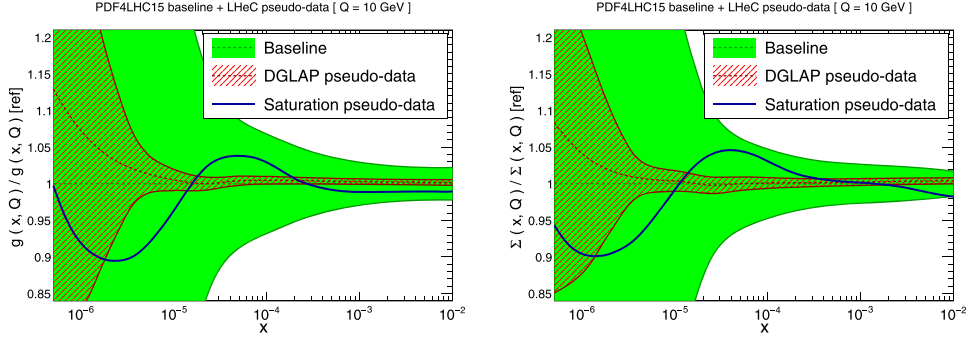 PDF4LHC15 baseline + LHeC pseudo-data [ Q = 10 GeV ]
g ( x, Q ) / g ( x, Q ) [ref]
1.2
1.15
1.1
1.05
1
0.95
0.9
0.85
Baseline
DGLAP pseudo-data
Saturation pseudo-data
10⁻⁶
10⁻⁵
10⁻⁴
10⁻³
10⁻²
x
PDF4LHC15 baseline + LHeC pseudo-data [ Q = 10 GeV ]
Σ ( x, Q ) / Σ ( x, Q ) [ref]
1.2
1.15
1.1
1.05
1
0.95
0.9
0.85
Baseline
DGLAP pseudo-data
Saturation pseudo-data
10⁻⁶
10⁻⁵
10⁻⁴
10⁻³
10⁻²
x